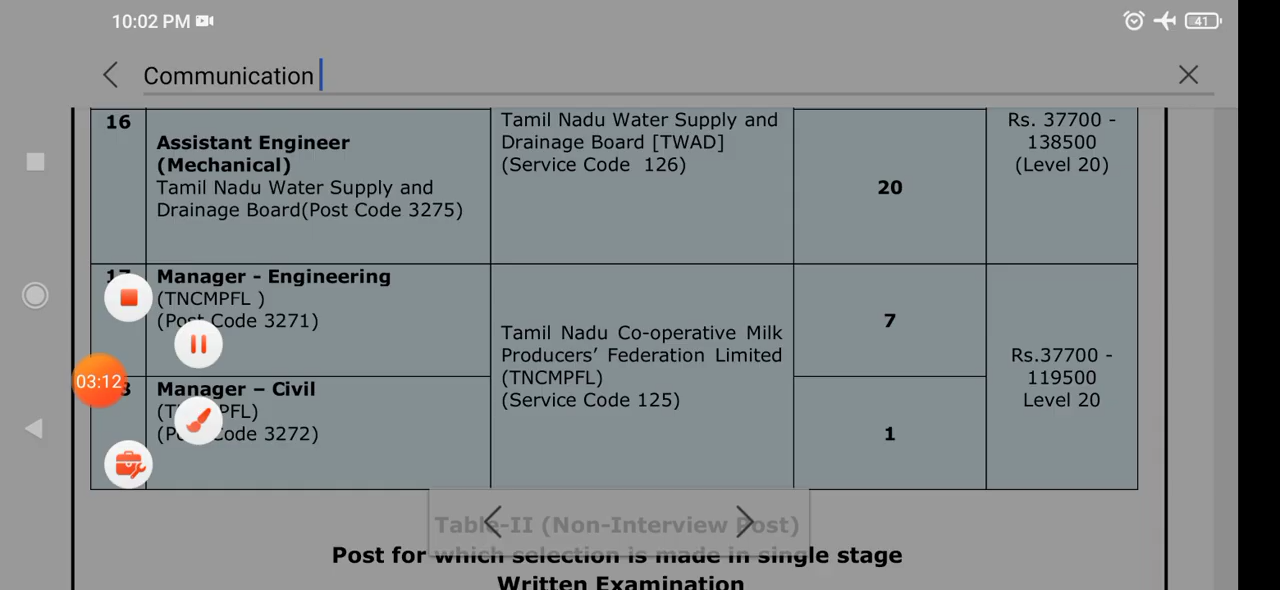 10:02 PM
41
Communication
16
Assistant Engineer
(Mechanical)
Tamil Nadu Water Supply and
Drainage Board(Post Code 3275)
Tamil Nadu Water Supply and
Drainage Board [TWAD]
(Service Code 126)
20
Rs. 37700 -
138500
(Level 20)
Manager - Engineering
(TNCMPFL )
Code 3271)
7
Manager – Civil
Code 3272)
Tamil Nadu Co-operative Milk
Producers’ Federation Limited
(TNCMPFL)
(Service Code 125)
1
Rs.37700 -
119500
Level 20
03:12
Table-II (Non-Interview Post)
Post for which selection is made in single stage
Written Examination